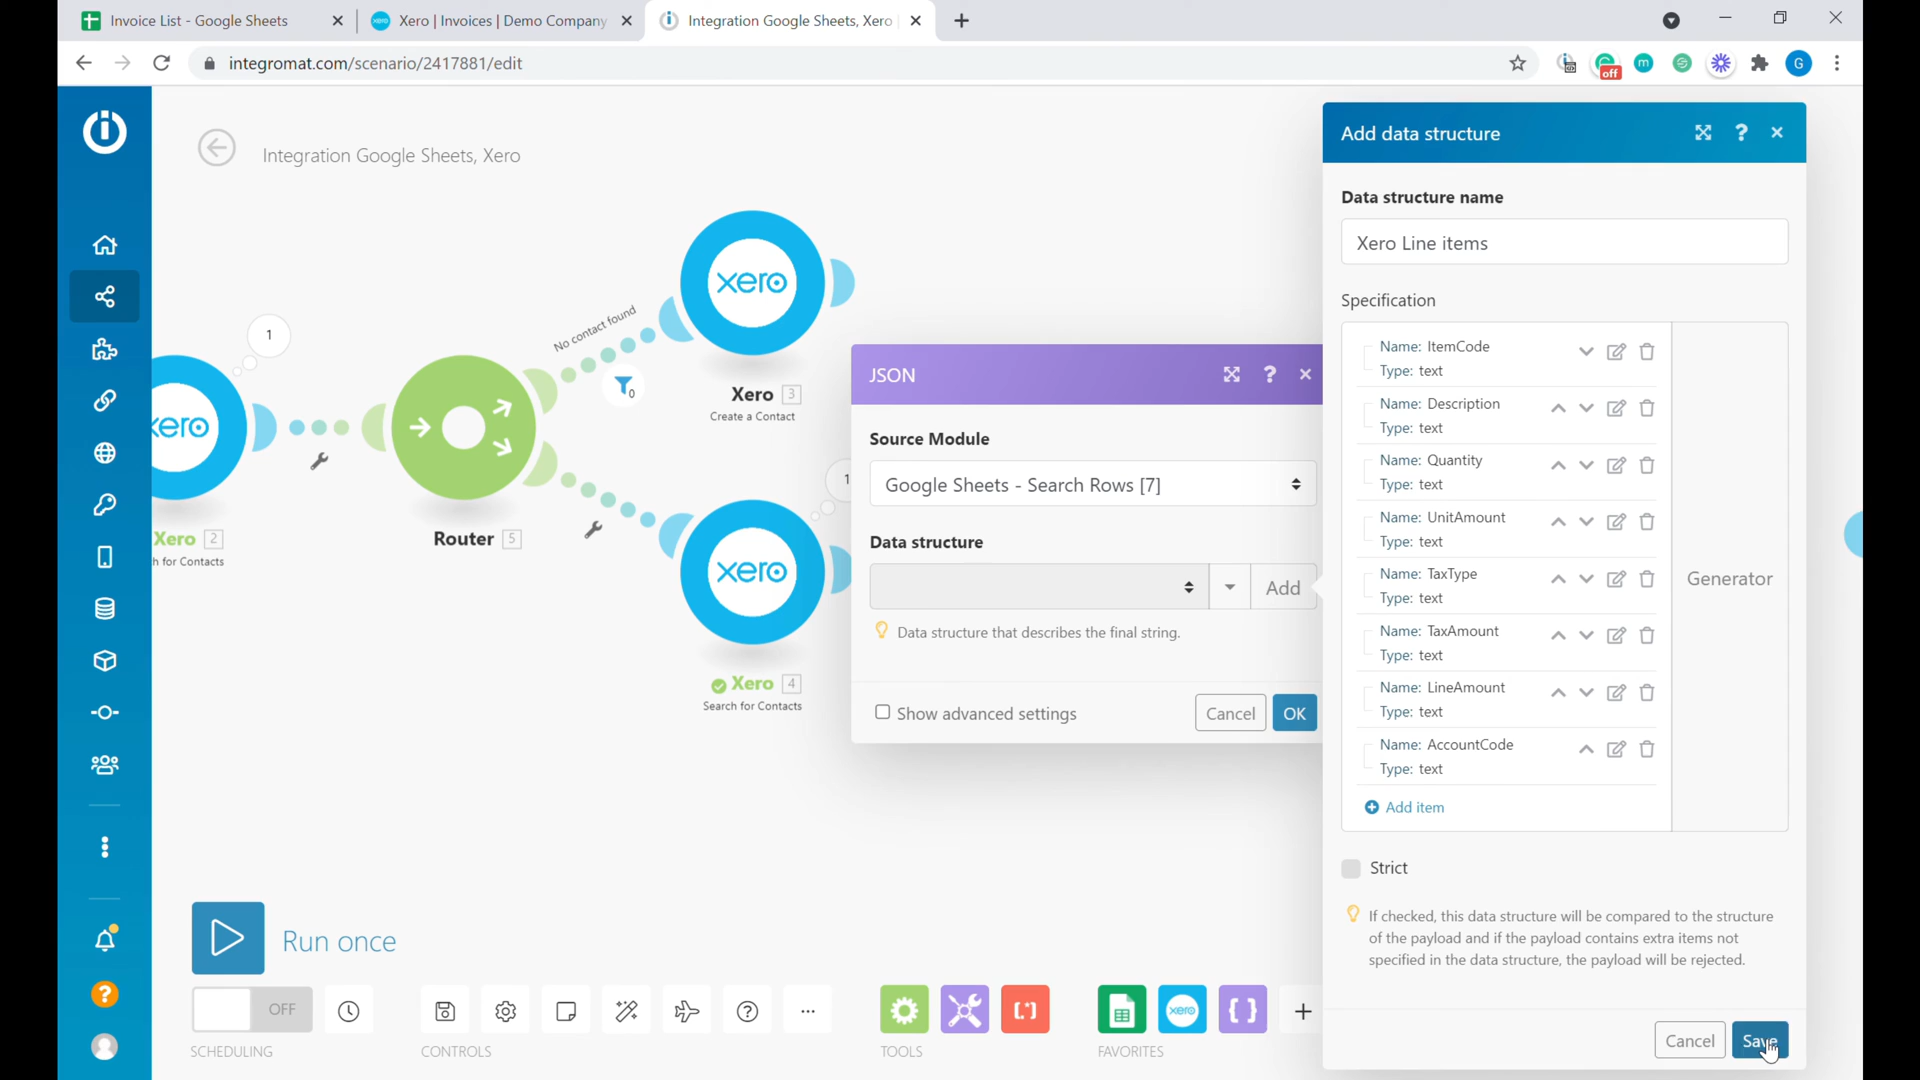 Invoice List - Google Sheets
Xero | Invoices | Demo Company
Integration Google Sheets, Xero
integromat.com/scenario/2417881/edit
off
G
Integration Google Sheets, Xero
1
xero
Xero 2
h for Contacts
Router 5
No contact found
0
xero
Xero 3
Create a Contact
1
xero
Xero 4
Search for Contacts
JSON
Source Module
Google Sheets - Search Rows [7]
Data structure
Add
Data structure that describes the final string.
Show advanced settings
Cancel
OK
Add data structure
Data structure name
Xero Line items
Specification
Name: ItemCode
Type: text
Name: Description
Type: text
Name: Quantity
Type: text
Name: UnitAmount
Type: text
Name: TaxType
Type: text
Name: TaxAmount
Type: text
Name: LineAmount
Type: text
Name: AccountCode
Type: text
Add item
Generator
Strict
If checked, this data structure will be compared to the structure
of the payload and if the payload contains extra items not
specified in the data structure, the payload will be rejected.
Cancel
Save
Run once
OFF
SCHEDULING
CONTROLS
TOOLS
xero
FAVORITES